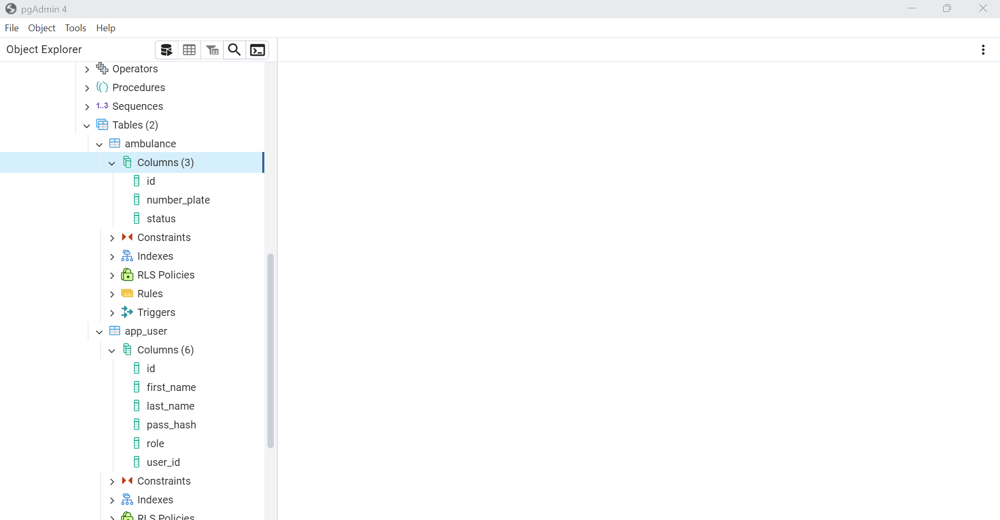 pgAdmin 4
File Object Tools Help
Object Explorer
Operators
Procedures
1..3 Sequences
Tables (2)
ambulance
Columns (3)
id
number_plate
status
Constraints
Indexes
RLS Policies
Rules
Triggers
app_user
Columns (6)
id
first_name
last_name
pass_hash
role
user_id
Constraints
Indexes
RLS Policies